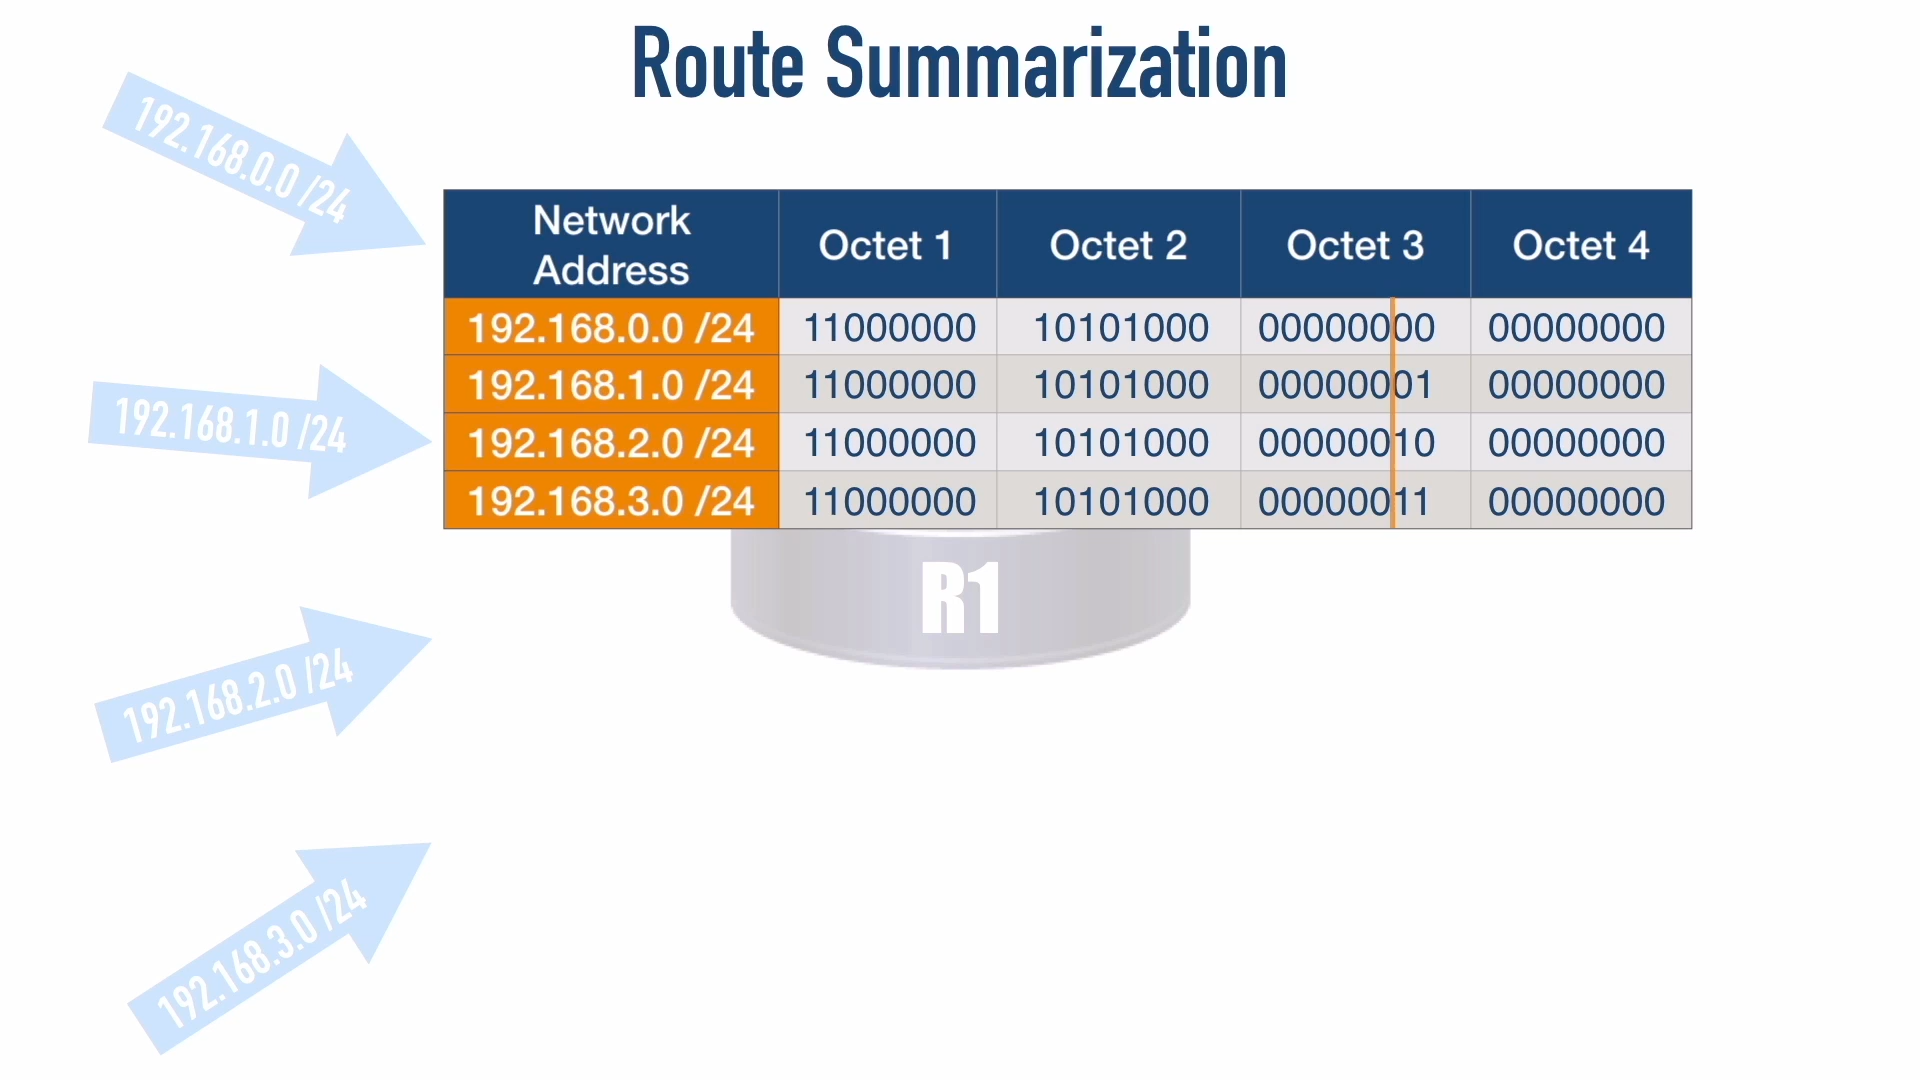 Route Summarization
192.168.0.0 /24
192.168.1.0 /24
192.168.2.0 /24
192.168.3.0 /24
Network Address Octet 1 Octet 2 Octet 3 Octet 4
192.168.0.0 /24 11000000 10101000 00000000 00000000
192.168.1.0 /24 11000000 10101000 00000001 00000000
192.168.2.0 /24 11000000 10101000 00000010 00000000
192.168.3.0 /24 11000000 10101000 00000011 00000000
R1